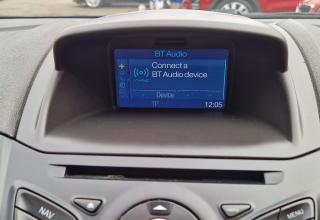 BT Audio
Connect a
BT Audio device
Device
TP 12:05
NAV
MENU